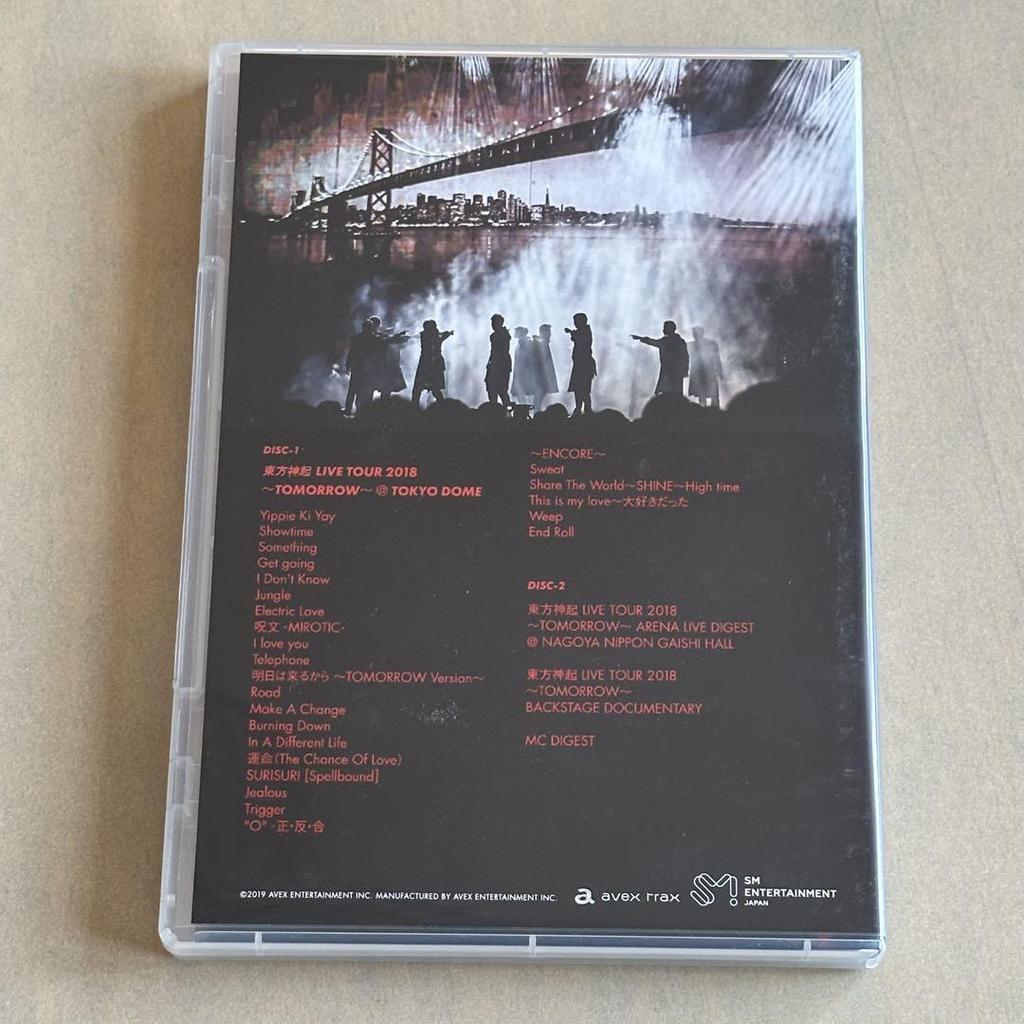 DISC-1
東方神起 LIVE TOUR 2018
～TOMORROW～ @ TOKYO DOME
Yippie Ki Yay
Showtime
Something
Get going
I Don't Know
Jungle
Electric Love
呪文 -MIROTIC-
I love you
Telephone
明日は来るから ～TOMORROW Version～
Road
Make A Change
Burning Down
In A Different Life
運命 (The Chance Of Love)
SURISURI [Spellbound]
Jealous
Trigger
"O" -正・反・合
～ENCORE～
Sweat
Share The World～SHINE～High time
This is my love～大好きだった
Weep
End Roll
DISC-2
東方神起 LIVE TOUR 2018
～TOMORROW～ ARENA LIVE DIGEST
@ NAGOYA NIPPON GAISHI HALL
東方神起 LIVE TOUR 2018
～TOMORROW～
BACKSTAGE DOCUMENTARY
MC DIGEST
©2019 AVEX ENTERTAINMENT INC. MANUFACTURED BY AVEX ENTERTAINMENT INC.
a avex trax
SM!
SM
ENTERTAINMENT
JAPAN